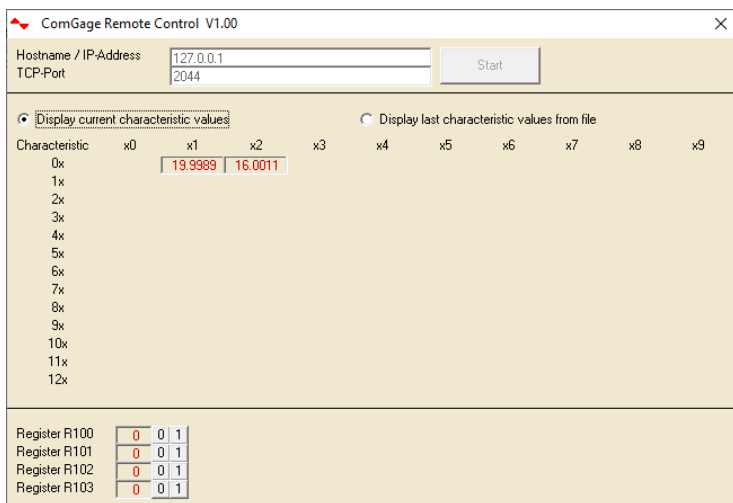 ComGage Remote Control V1.00
Hostname / IP-Address 127.0.0.1
TCP-Port 2044
Start
Display current characteristic values Display last characteristic values from file
Characteristic x0 x1 x2 x3 x4 x5 x6 x7 x8 x9
0x 19.9989 16.0011
1x
2x
3x
4x
5x
6x
7x
8x
9x
10x
11x
12x
Register R100 0 0 1
Register R101 0 0 1
Register R102 0 0 1
Register R103 0 0 1